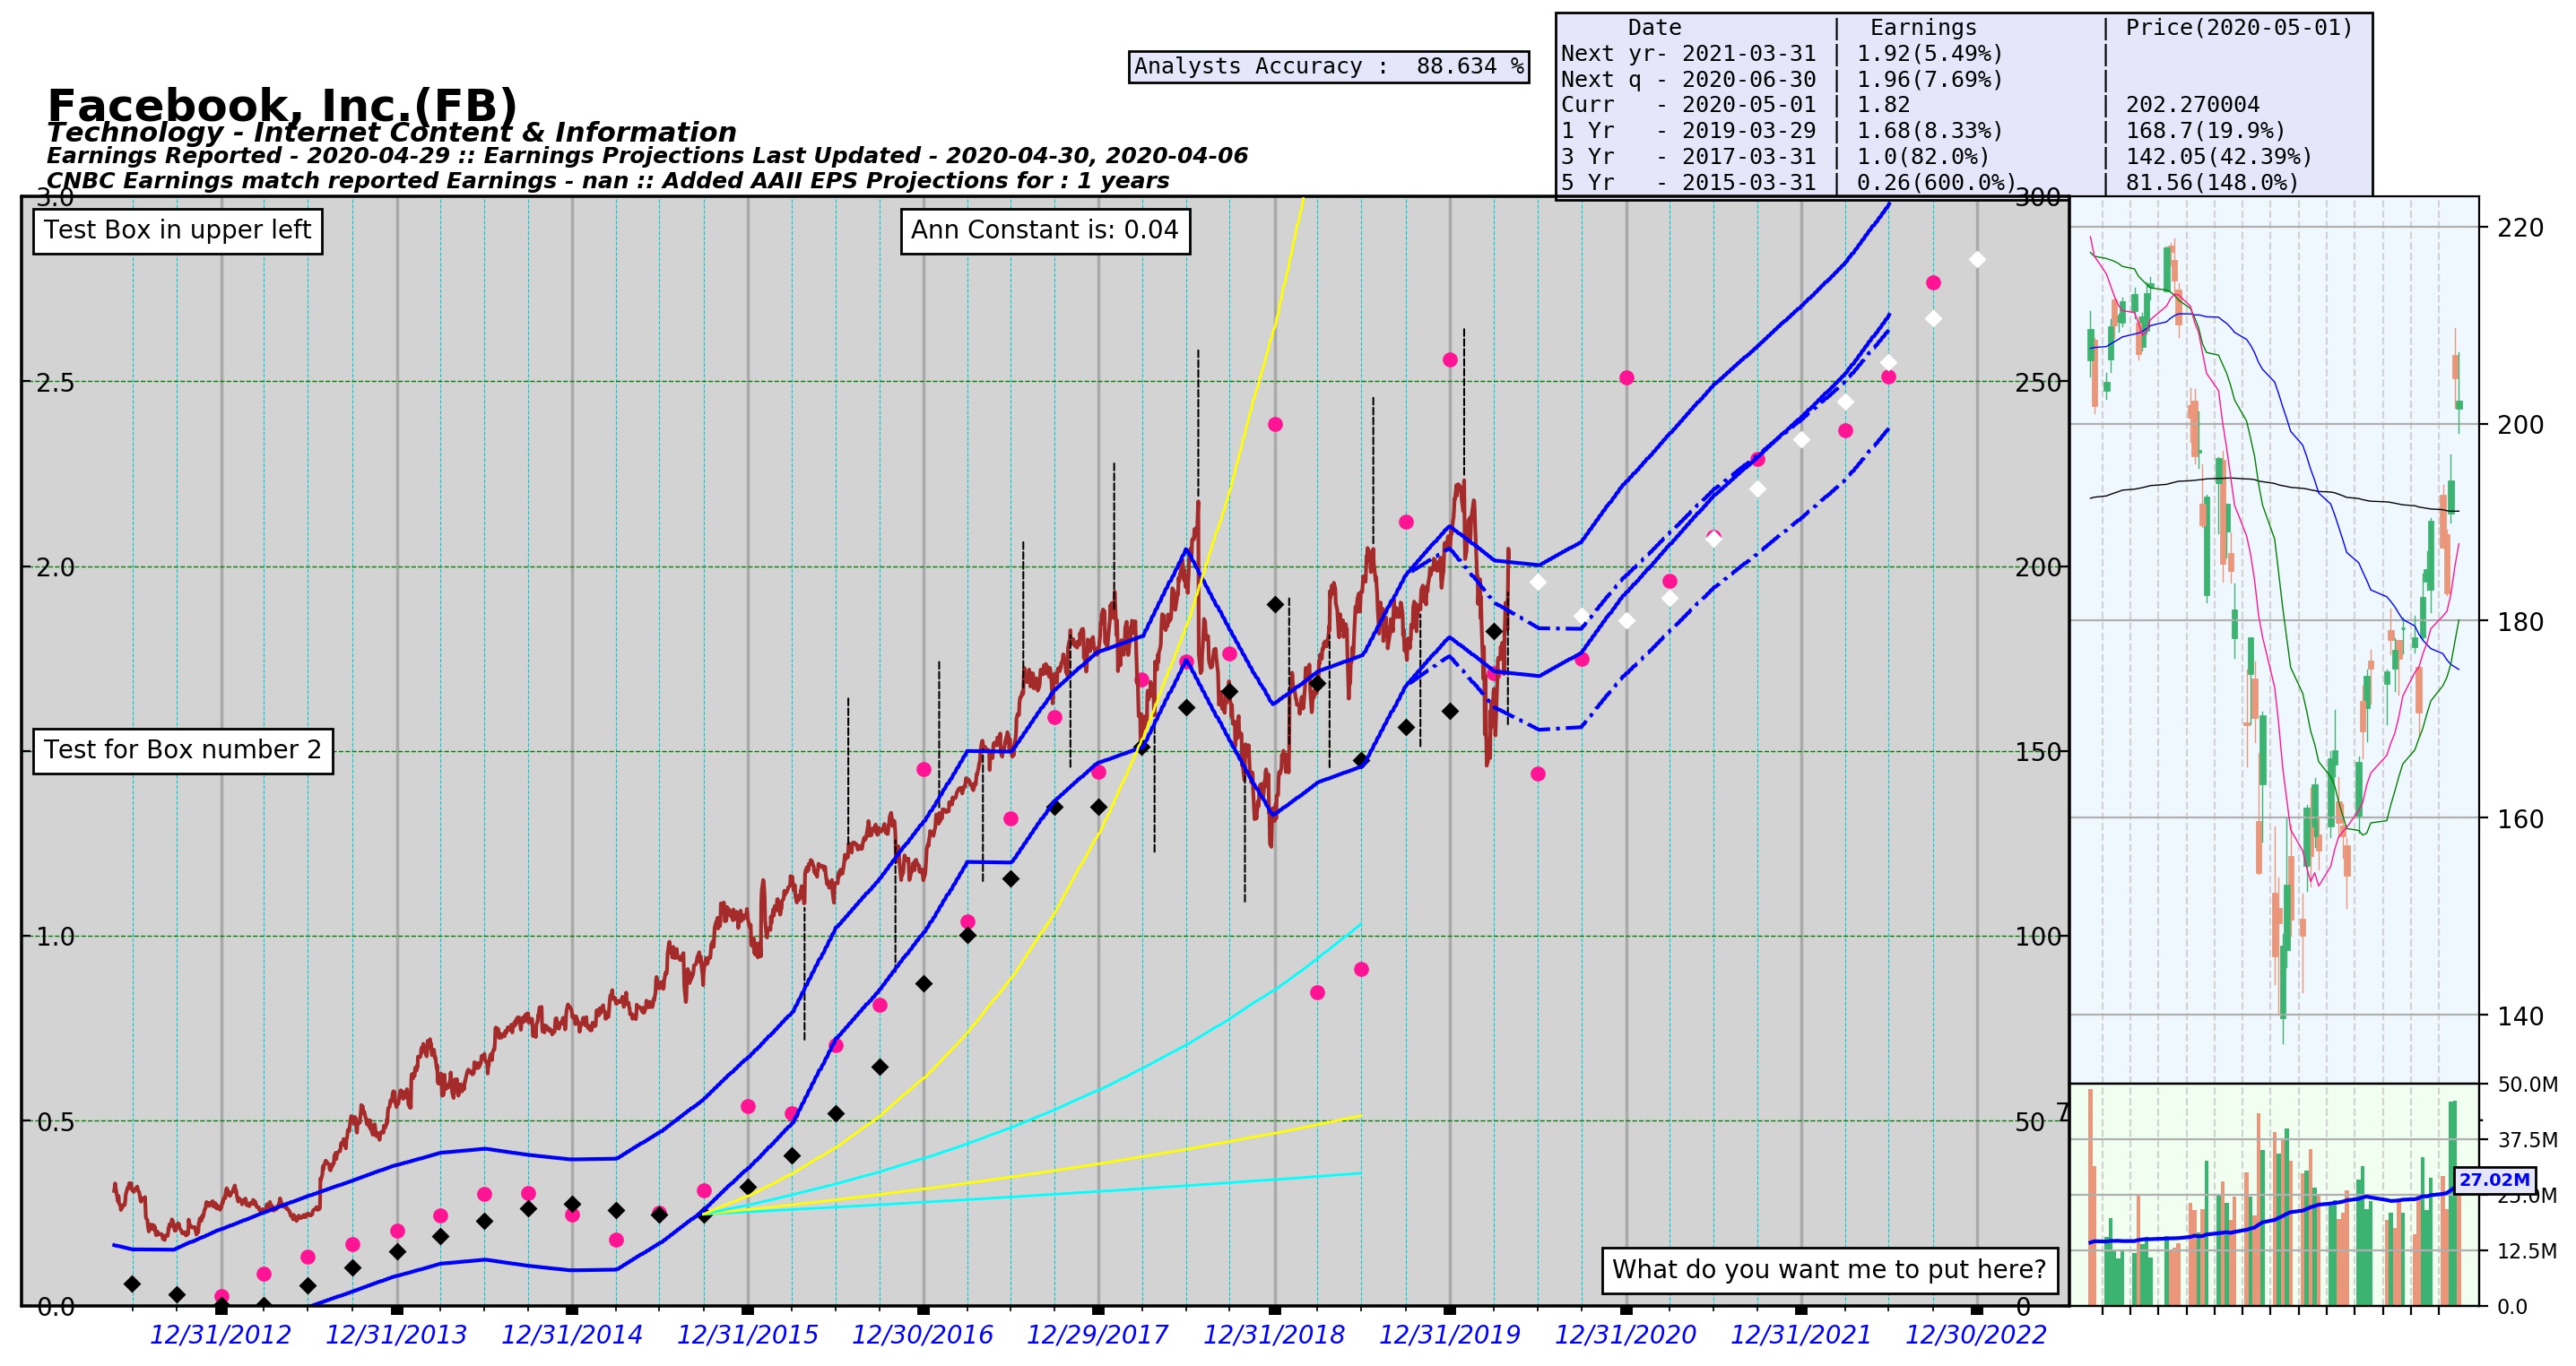 Date | Earnings | Price(2020-05-01)
Next yr- 2021-03-31 | 1.92(5.49%) |
Next q - 2020-06-30 | 1.96(7.69%) |
Curr - 2020-05-01 | 1.82 | 202.270004
1 Yr - 2019-03-29 | 1.68(8.33%) | 168.7(19.9%)
3 Yr - 2017-03-31 | 1.0(82.0%) | 142.05(42.39%)
5 Yr - 2015-03-31 | 0.26(600.0%) | 81.56(148.0%)
Analysts Accuracy : 88.634 %
Facebook, Inc.(FB)
Technology - Internet Content & Information
Earnings Reported - 2020-04-29 :: Earnings Projections Last Updated - 2020-04-30, 2020-04-06
CNBC Earnings match reported Earnings - nan :: Added AAII EPS Projections for : 1 years
Test Box in upper left
Ann Constant is: 0.04
Test for Box number 2
What do you want me to put here?
3.0
2.5
2.0
1.0
0.5
0.0
300
250
200
150
100
50
0
7
220
200
180
160
140
50.0M
37.5M
27.02M
25.0M
12.5M
0.0
12/31/2012 12/31/2013 12/31/2014 12/31/2015 12/30/2016 12/29/2017 12/31/2018 12/31/2019 12/31/2020 12/31/2021 12/30/2022